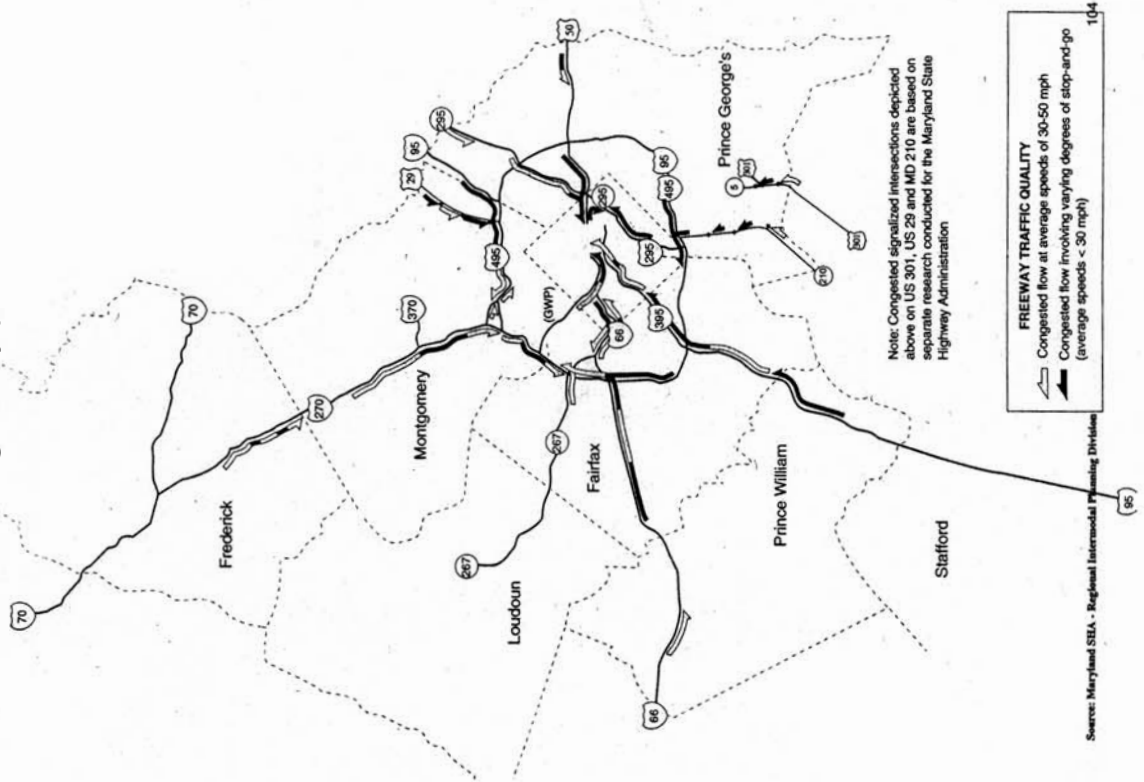 70
70
270
370
Frederick
Montgomery
29
95
295
50
495
(GWP)
267
267
Loudoun
Fairfax
66
66
295
295
395
95
495
Prince George's
5
301
301
210
Prince William
Stafford
95
Note: Congested signalized intersections depicted
above on US 301, US 29 and MD 210 are based on
separate research conducted for the Maryland State
Highway Administration
FREEWAY TRAFFIC QUALITY
Congested flow at average speeds of 30-50 mph
Congested flow involving varying degrees of stop-and-go
(average speeds < 30 mph)
104
Source: Maryland SHA - Regional Intermodal Planning Division